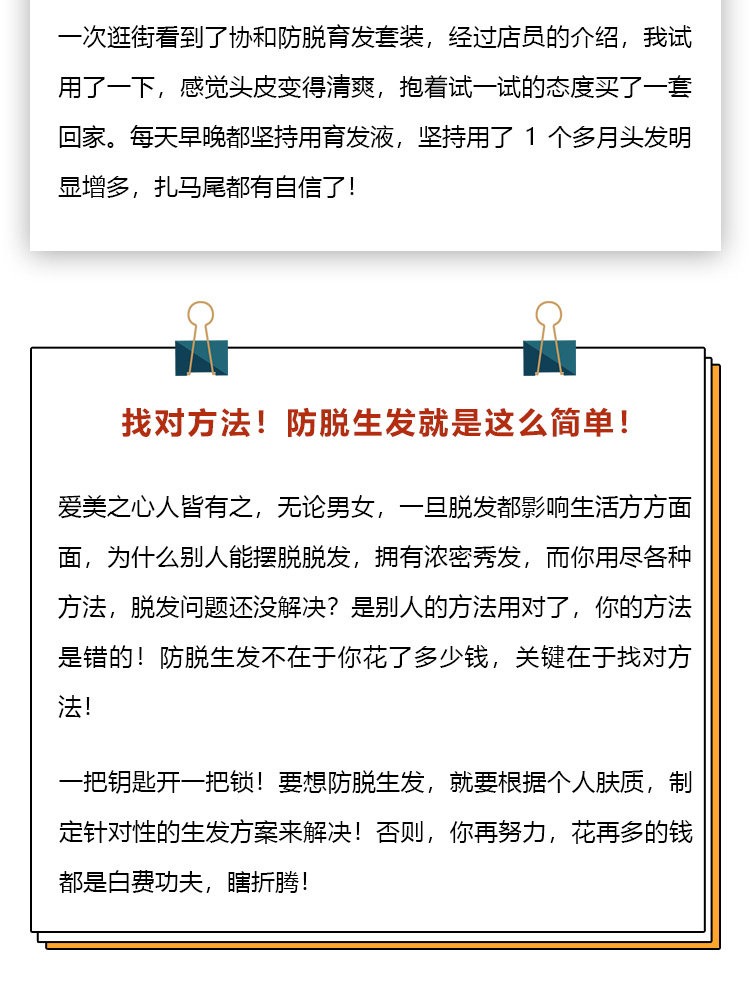 一次逛街看到了协和防脱育发套装，经过店员的介绍，我试
用了一下，感觉头皮变得清爽，抱着试一试的态度买了一套
回家。每天早晚都坚持用育发液，坚持用了 1 个多月头发明
显增多，扎马尾都有自信了！
找对方法！防脱生发就是这么简单！
爱美之心人皆有之，无论男女，一旦脱发都影响生活方方面
面，为什么别人能摆脱脱发，拥有浓密秀发，而你用尽各种
方法，脱发问题还没解决？是别人的方法用对了，你的方法
是错的！防脱生发不在于你花了多少钱，关键在于找对方
法！
一把钥匙开一把锁！要想防脱生发，就要根据个人肤质，制
定针对性的生发方案来解决！否则，你再努力，花再多的钱
都是白费功夫，瞎折腾！